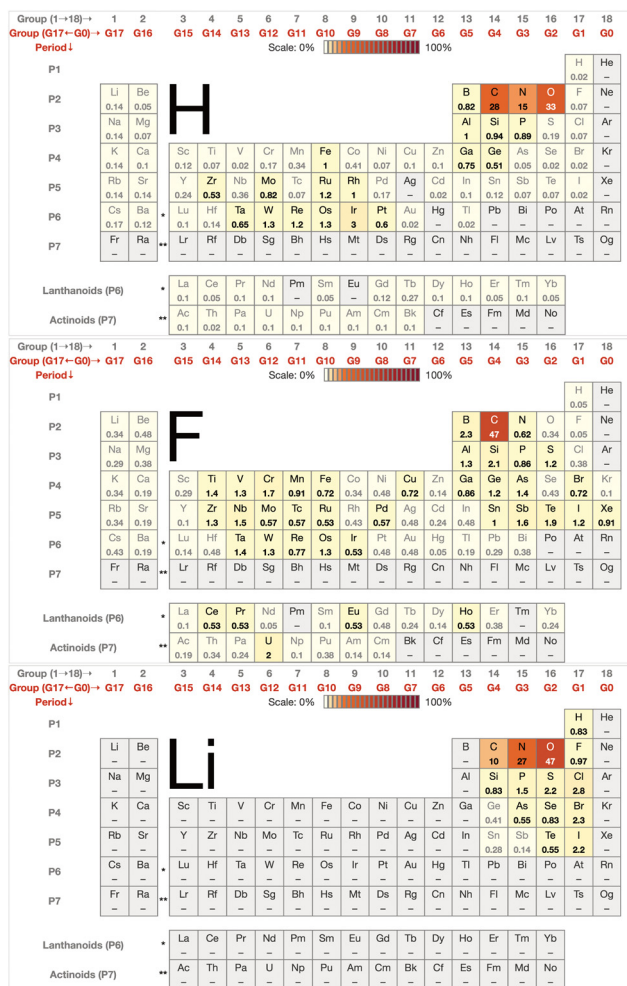 Group (1→18)→ 1 2 3 4 5 6 7 8 9 10 11 12 13 14 15 16 17 18
Group (G17←G0)→ G17 G16 G15 G14 G13 G12 G11 G10 G9 G8 G7 G6 G5 G4 G3 G2 G1 G0
Period↓ Scale: 0% 100%
P1 H He
0.02 –
P2 Li Be B C N O F Ne
0.14 0.05 0.82 28 15 33 0.07 –
H
P3 Na Mg Al Si P S Cl Ar
0.14 0.07 1 0.94 0.89 0.19 0.07 –
P4 K Ca Sc Ti V Cr Mn Fe Co Ni Cu Zn Ga Ge As Se Br Kr
0.14 0.1 0.12 0.07 0.02 0.17 0.34 1 0.41 0.07 0.1 0.1 0.75 0.51 0.05 0.02 0.02 –
P5 Rb Sr Y Zr Nb Mo Tc Ru Rh Pd Ag Cd In Sn Sb Te I Xe
0.14 0.14 0.24 0.53 0.36 0.82 0.07 1.2 1 0.17 – 0.02 0.1 0.12 0.07 0.07 0.02 –
P6 Cs Ba * Lu Hf Ta W Re Os Ir Pt Au Hg Tl Pb Bi Po At Rn
0.17 0.12 0.1 0.14 0.65 1.3 1.2 1.3 3 0.6 0.02 – 0.02 – – – – –
P7 Fr Ra ** Lr Rf Db Sg Bh Hs Mt Ds Rg Cn Nh Fl Mc Lv Ts Og
– – – – – – – – – – – – – – – – – –
Lanthanoids (P6) * La Ce Pr Nd Pm Sm Eu Gd Tb Dy Ho Er Tm Yb
0.1 0.05 0.1 0.1 – 0.05 – 0.12 0.27 0.1 0.1 0.05 0.1 0.05
Actinoids (P7) ** Ac Th Pa U Np Pu Am Cm Bk Cf Es Fm Md No
0.1 0.02 0.1 0.1 0.1 0.1 0.1 0.1 0.1 – – – – –
Group (1→18)→ 1 2 3 4 5 6 7 8 9 10 11 12 13 14 15 16 17 18
Group (G17←G0)→ G17 G16 G15 G14 G13 G12 G11 G10 G9 G8 G7 G6 G5 G4 G3 G2 G1 G0
Period↓ Scale: 0% 100%
P1 H He
0.05 –
P2 Li Be B C N O F Ne
0.34 0.48 2.3 47 0.62 0.34 0.05 –
F
P3 Na Mg Al Si P S Cl Ar
0.29 0.38 1.3 2.1 0.86 1.2 0.38 –
P4 K Ca Sc Ti V Cr Mn Fe Co Ni Cu Zn Ga Ge As Se Br Kr
0.34 0.19 0.29 1.4 1.3 1.7 0.91 0.72 0.34 0.48 0.72 0.14 0.86 1.2 1.4 0.43 0.72 0.1
P5 Rb Sr Y Zr Nb Mo Tc Ru Rh Pd Ag Cd In Sn Sb Te I Xe
0.34 0.19 0.1 1.3 1.5 0.57 0.57 0.53 0.43 0.57 0.48 0.24 0.48 1 1.6 1.9 1.2 0.91
P6 Cs Ba * Lu Hf Ta W Re Os Ir Pt Au Hg Tl Pb Bi Po At Rn
0.43 0.19 0.14 0.48 1.4 1.3 0.77 1.3 0.53 0.48 0.48 0.05 0.19 0.29 0.38 – – –
P7 Fr Ra ** Lr Rf Db Sg Bh Hs Mt Ds Rg Cn Nh Fl Mc Lv Ts Og
– – – – – – – – – – – – – – – – – –
Lanthanoids (P6) * La Ce Pr Nd Pm Sm Eu Gd Tb Dy Ho Er Tm Yb
0.1 0.53 0.53 0.05 – 0.1 0.53 0.48 0.24 0.14 0.53 0.38 – 0.24
Actinoids (P7) ** Ac Th Pa U Np Pu Am Cm Bk Cf Es Fm Md No
0.19 0.34 0.24 2 0.1 0.38 0.14 0.14 – – – – – –
Group (1→18)→ 1 2 3 4 5 6 7 8 9 10 11 12 13 14 15 16 17 18
Group (G17←G0)→ G17 G16 G15 G14 G13 G12 G11 G10 G9 G8 G7 G6 G5 G4 G3 G2 G1 G0
Period↓ Scale: 0% 100%
P1 H He
0.83 –
P2 Li Be B C N O F Ne
– – – 10 27 47 0.97 –
Li
P3 Na Mg Al Si P S Cl Ar
– – – 0.83 1.5 2.2 2.8 –
P4 K Ca Sc Ti V Cr Mn Fe Co Ni Cu Zn Ga Ge As Se Br Kr
– – – – – – – – – – – – – 0.41 0.55 0.83 2.3 –
P5 Rb Sr Y Zr Nb Mo Tc Ru Rh Pd Ag Cd In Sn Sb Te I Xe
– – – – – – – – – – – – – 0.28 0.14 0.55 2.2 –
P6 Cs Ba * Lu Hf Ta W Re Os Ir Pt Au Hg Tl Pb Bi Po At Rn
– – – – – – – – – – – – – – – – – –
P7 Fr Ra ** Lr Rf Db Sg Bh Hs Mt Ds Rg Cn Nh Fl Mc Lv Ts Og
– – – – – – – – – – – – – – – – – –
Lanthanoids (P6) * La Ce Pr Nd Pm Sm Eu Gd Tb Dy Ho Er Tm Yb
– – – – – – – – – – – – – –
Actinoids (P7) ** Ac Th Pa U Np Pu Am Cm Bk Cf Es Fm Md No
– – – – – – – – – – – – – –